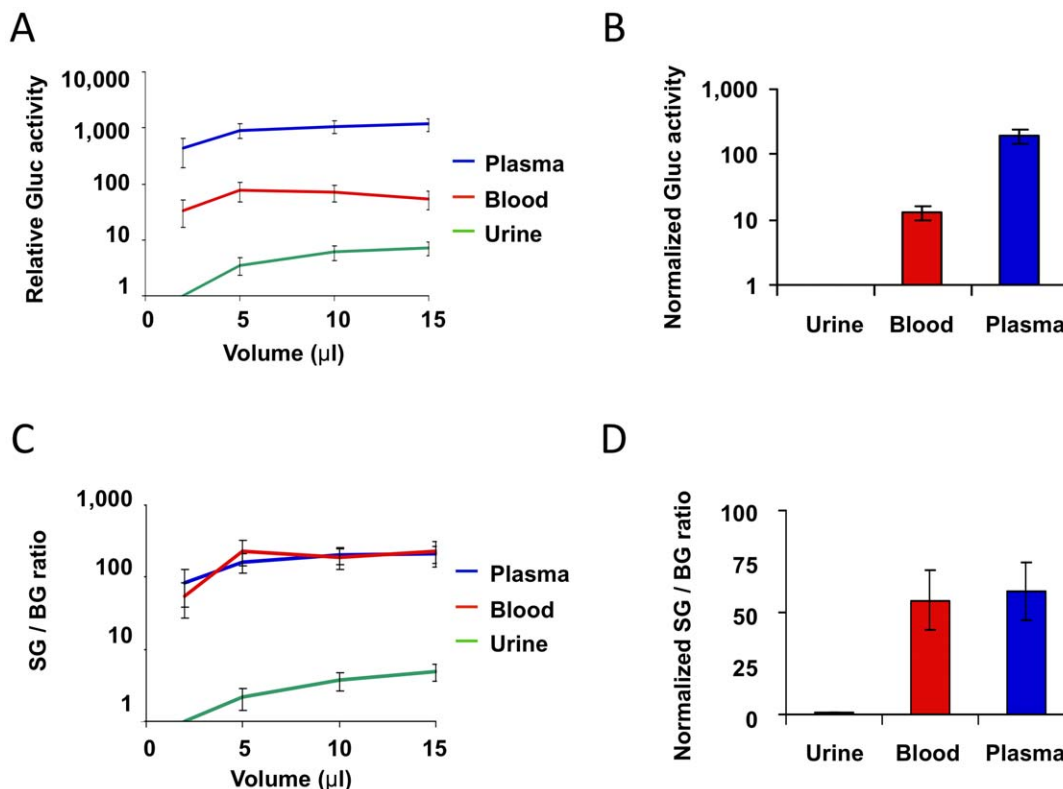 A
Relative Gluc activity
10,000
1,000
100
10
1
0
5
10
15
Volume (µl)
Plasma
Blood
Urine
B
Normalized Gluc activity
1,000
100
10
1
Urine
Blood
Plasma
C
SG / BG ratio
1,000
100
10
1
0
5
10
15
Volume (µl)
Plasma
Blood
Urine
D
Normalized SG / BG ratio
100
75
50
25
0
Urine
Blood
Plasma